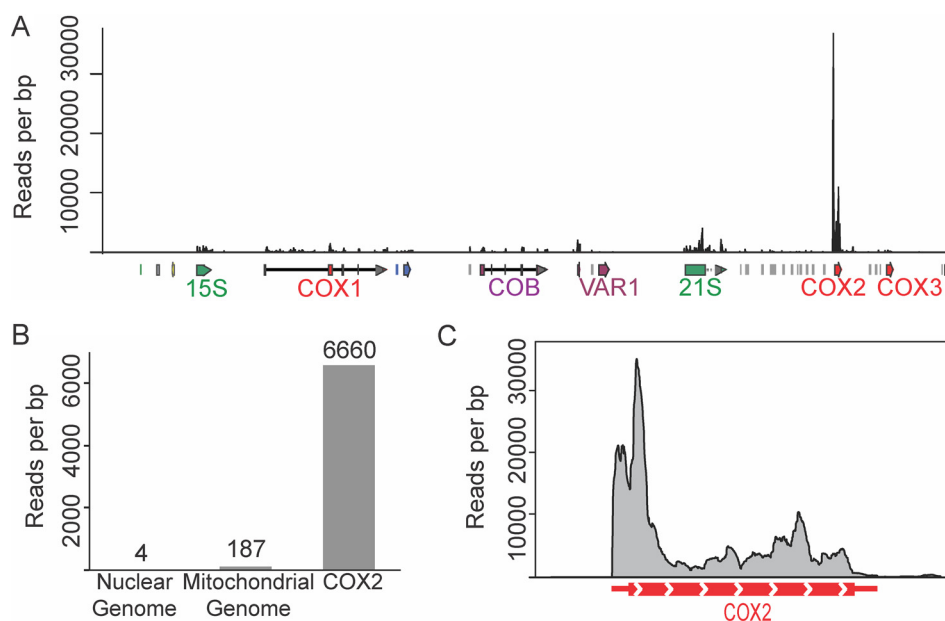 A
Reads per bp
10000 20000 30000
15S COX1 COB VAR1 21S COX2 COX3
B
Reads per bp
2000 4000 6000
4 187 6660
Nuclear Mitochondrial COX2
Genome Genome
C
Reads per bp
10000 20000 30000
COX2